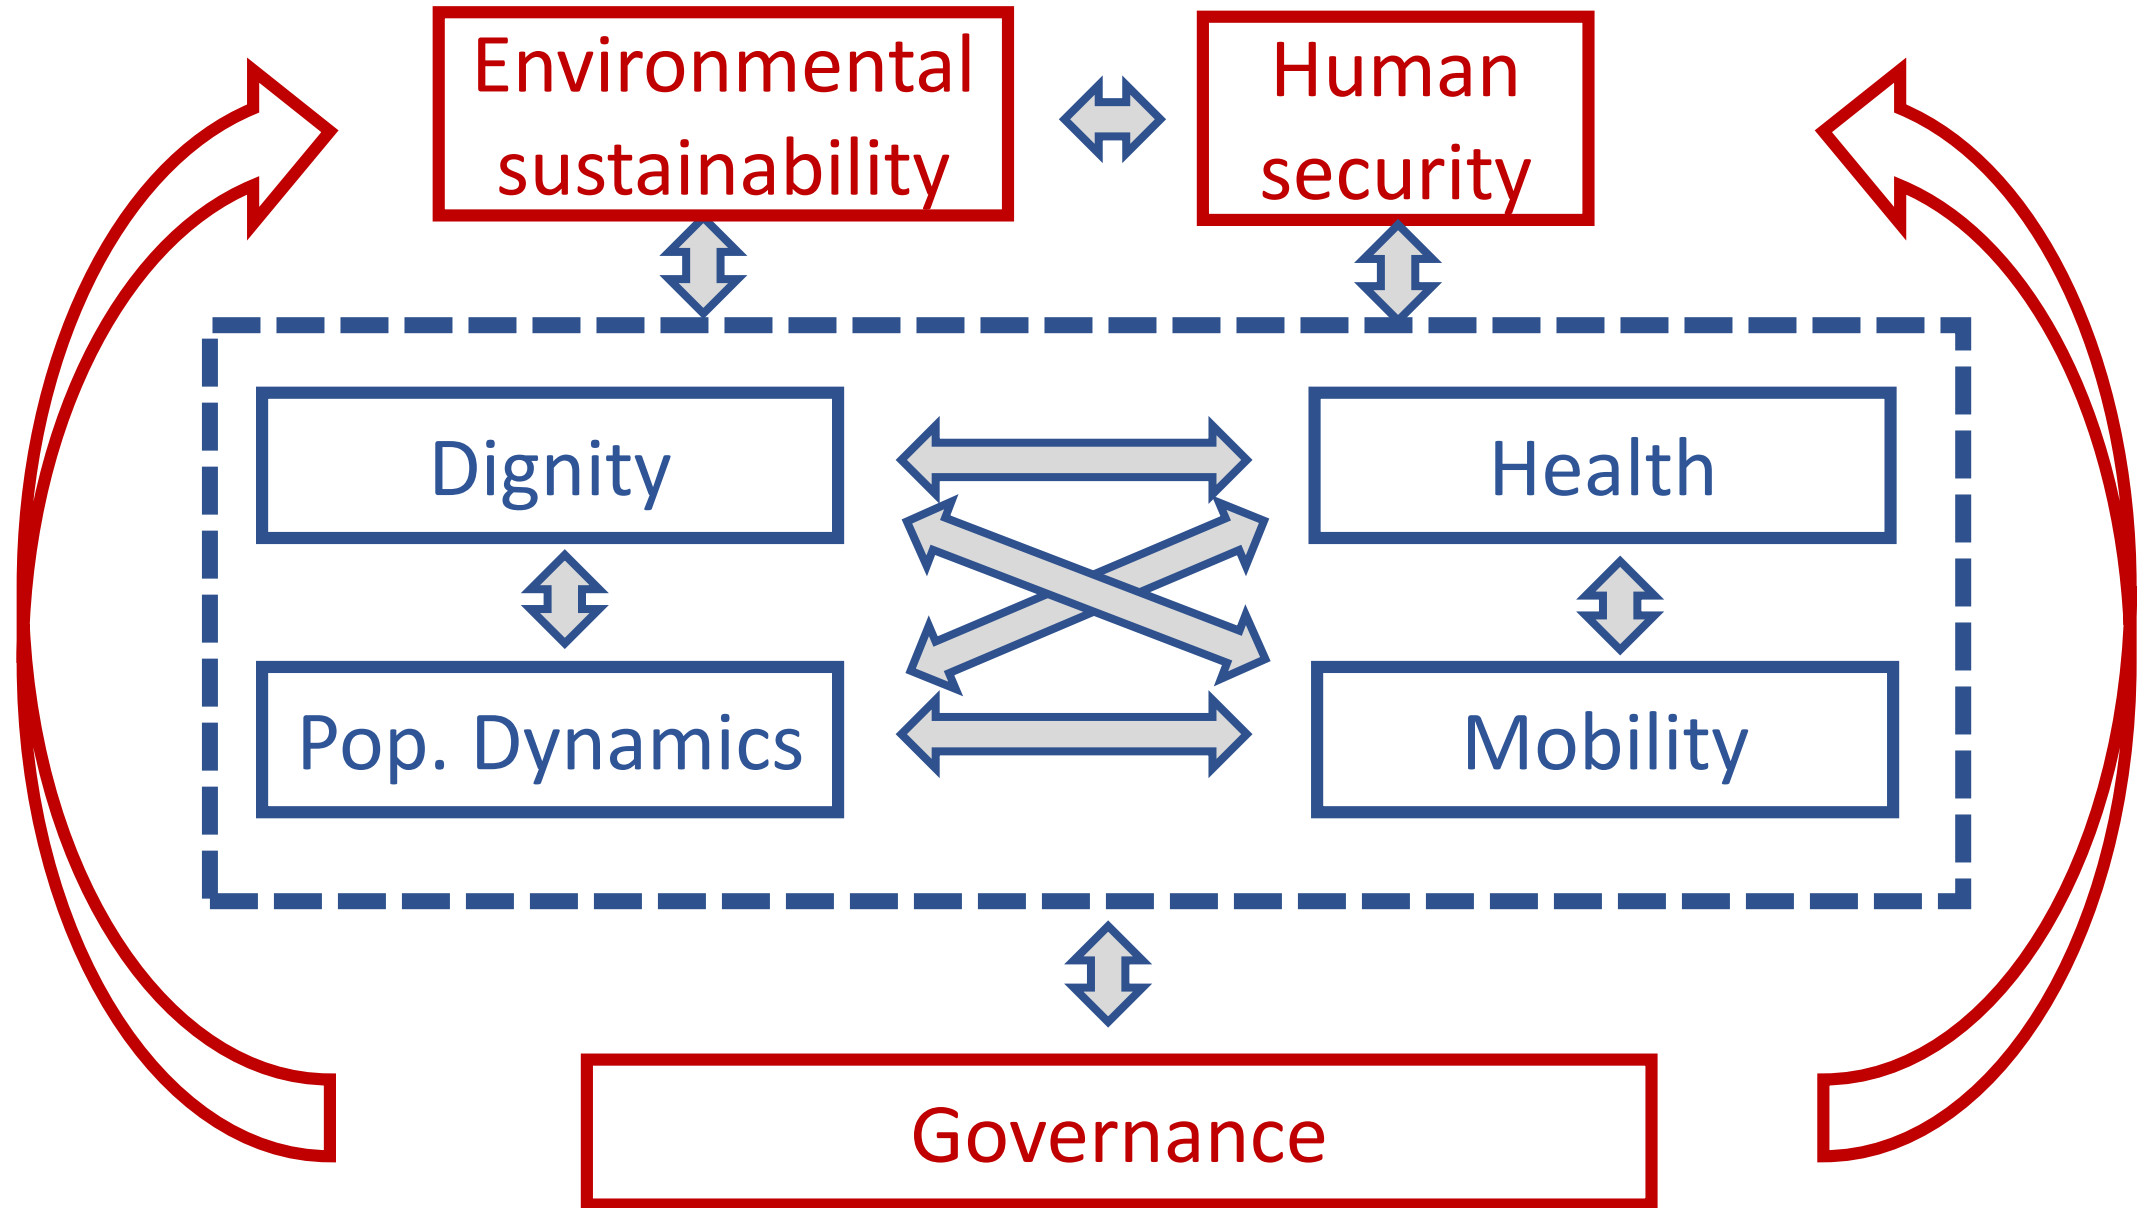 Environmental
sustainability
Human
security
Dignity
Health
Pop. Dynamics
Mobility
Governance